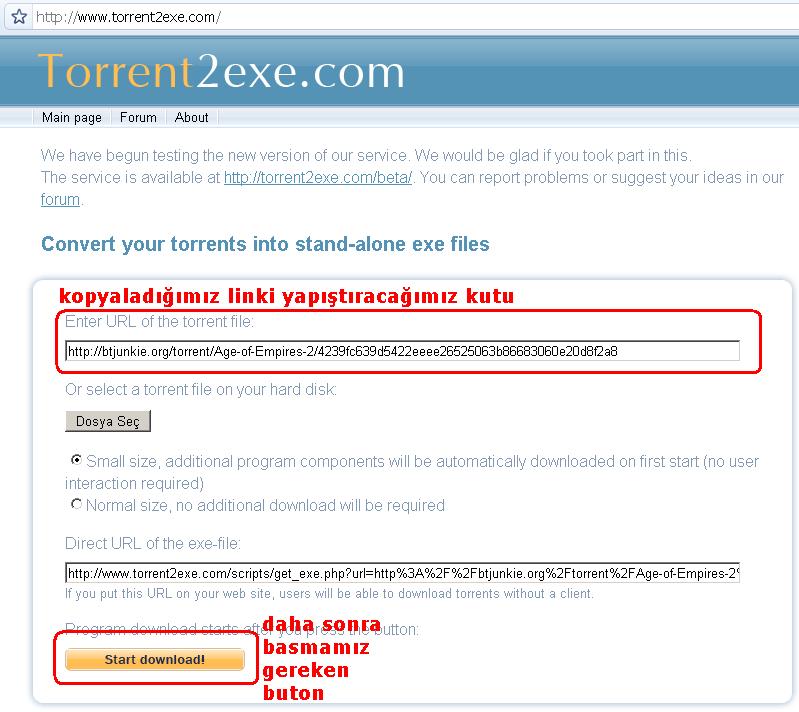 http://www.torrent2exe.com/
Torrent2exe.com
Main page Forum About
We have begun testing the new version of our service. We would be glad if you took part in this.
The service is available at http://torrent2exe.com/beta/. You can report problems or suggest your ideas in our
forum.
Convert your torrents into stand-alone exe files
kopyaladığımız linki yapıştıracağımız kutu
Enter URL of the torrent file:
http://btjunkie.org/torrent/Age-of-Empires-2/4239fc639d5422eeee26525063b86683060e20d8f2a8
Or select a torrent file on your hard disk:
Dosya Seç
Small size, additional program components will be automatically downloaded on first start (no user
interaction required)
Normal size, no additional download will be required
Direct URL of the exe-file:
http://www.torrent2exe.com/scripts/get_exe.php?url=http%3A%2F%2Fbtjunkie.org%2Ftorrent%2FAge-of-Empires-2%
If you put this URL on your web site, users will be able to download torrents without a client.
Program download starts after you press the button:
Start download!
daha sonra
basmamız
gereken
buton